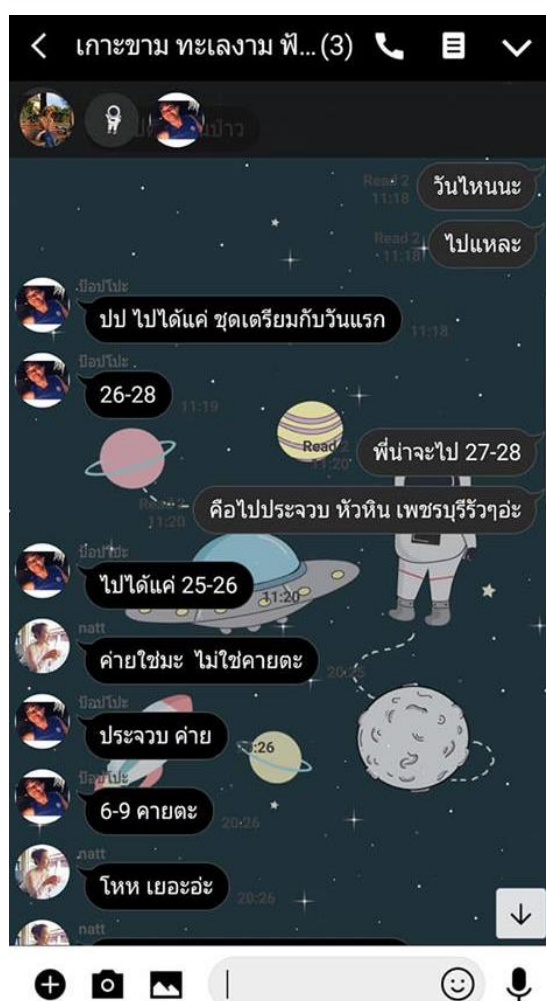 เกาะขาม ทะเลงาม ฟ้... (3)
Read 2
11:18
วันไหนนะ
Read 2
11:18
ไปแหละ
ป๊อปโปะ
ปป ไปได้แค่ ชุดเตรียมกับวันแรก
11:18
ป๊อปโปะ
26-28
11:19
Read 2
11:20
พี่น่าจะไป 27-28
Read 2
11:20
คือไปประจวบ หัวหิน เพชรบุรีรัวๆอ่ะ
ป๊อปโปะ
ไปได้แค่ 25-26
11:20
natt
ค่ายใช่มะ ไม่ใช่คายตะ
20:25
ป๊อปโปะ
ประจวบ ค่าย
20:26
ป๊อปโปะ
6-9 คายตะ
20:26
natt
โหห เยอะอ่ะ
20:26
natt